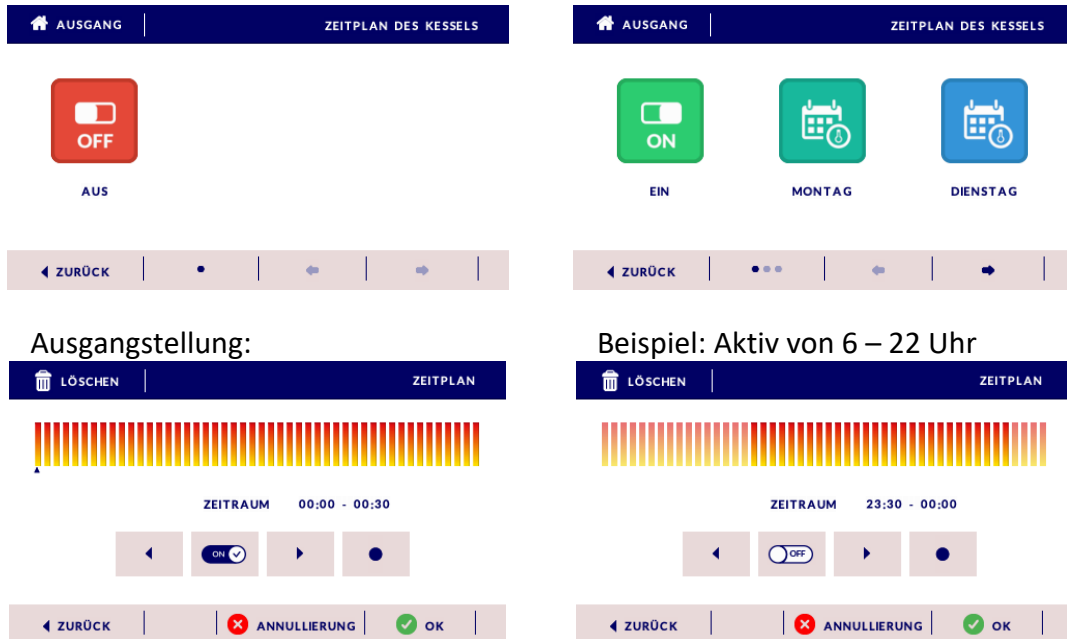 AUSGANG ZEITPLAN DES KESSELS
OFF
AUS
ZURÜCK
AUSGANG ZEITPLAN DES KESSELS
ON
EIN MONTAG DIENSTAG
ZURÜCK
Ausgangstellung:
LÖSCHEN ZEITPLAN
ZEITRAUM 00:00 - 00:30
ON
ZURÜCK ANNULLIERUNG OK
Beispiel: Aktiv von 6 – 22 Uhr
LÖSCHEN ZEITPLAN
ZEITRAUM 23:30 - 00:00
OFF
ZURÜCK ANNULLIERUNG OK